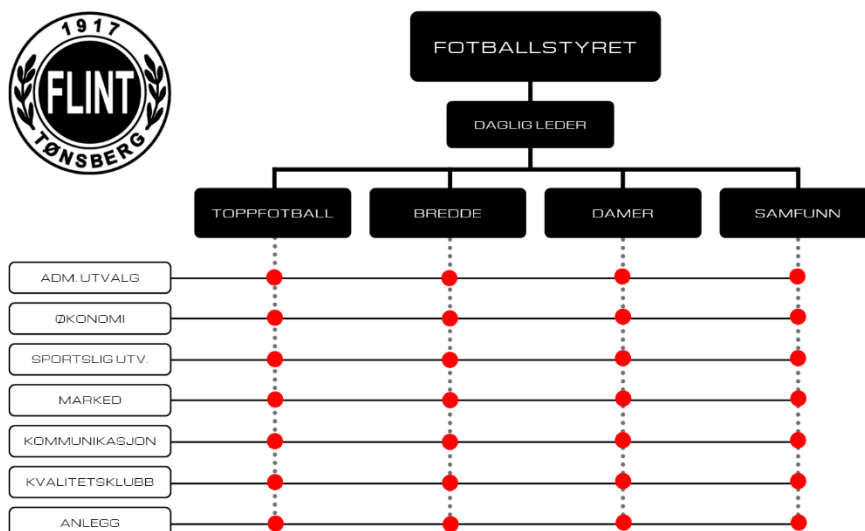 1917
FLINT
TØNSBERG
FOTBALLSTYRET
DAGLIG LEDER
TOPPFOTBALL
BREDDE
DAMER
SAMFUNN
ADM. UTVALG
ØKONOMI
SPORTSLIG UTV.
MARKED
KOMMUNIKASJON
KVALITETSKLUBB
ANLEGG